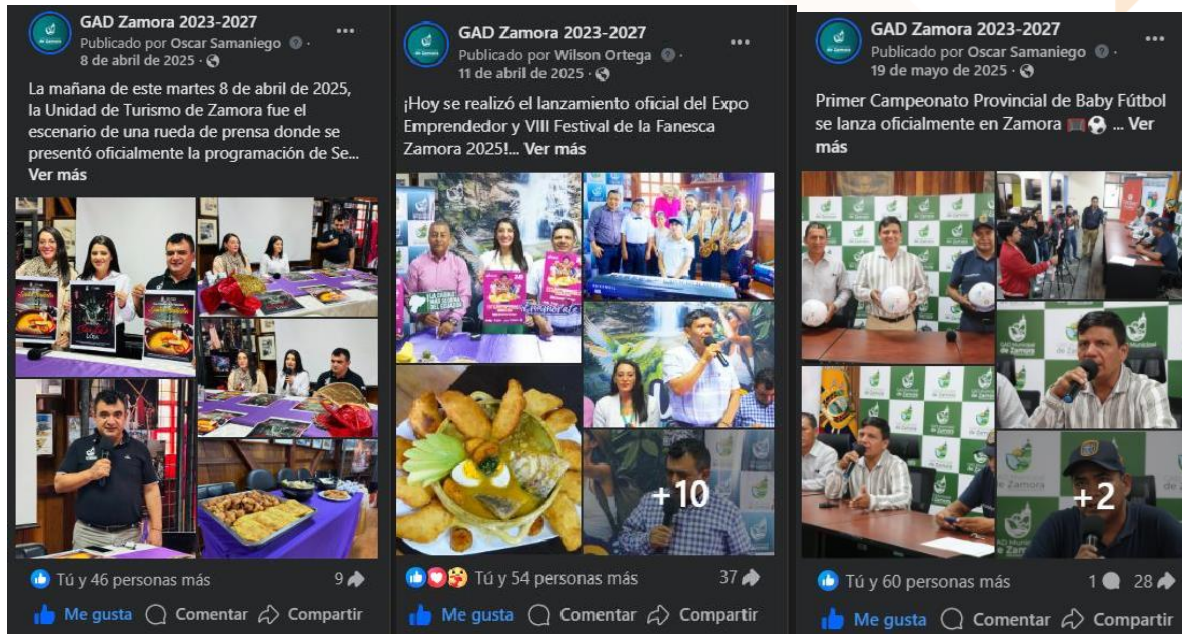 GAD Zamora 2023-2027
Publicado por Oscar Samaniego
8 de abril de 2025 ·
La mañana de este martes 8 de abril de 2025,
la Unidad de Turismo de Zamora fue el
escenario de una rueda de prensa donde se
presentó oficialmente la programación de Se...
Ver más
Tú y 46 personas más
9
Me gusta
Comentar
Compartir
GAD Zamora 2023-2027
Publicado por Wilson Ortega
11 de abril de 2025 ·
¡Hoy se realizó el lanzamiento oficial del Expo
Emprendedor y VIII Festival de la Fanesca
Zamora 2025!... Ver más
+10
Tú y 54 personas más
37
Me gusta
Comentar
Compartir
GAD Zamora 2023-2027
Publicado por Oscar Samaniego
19 de mayo de 2025 ·
Primer Campeonato Provincial de Baby Fútbol
se lanza oficialmente en Zamora 🥅⚽ ... Ver
más
GAD Municipal
de Zamora
+2
Tú y 60 personas más
1
28
Me gusta
Comentar
Compartir